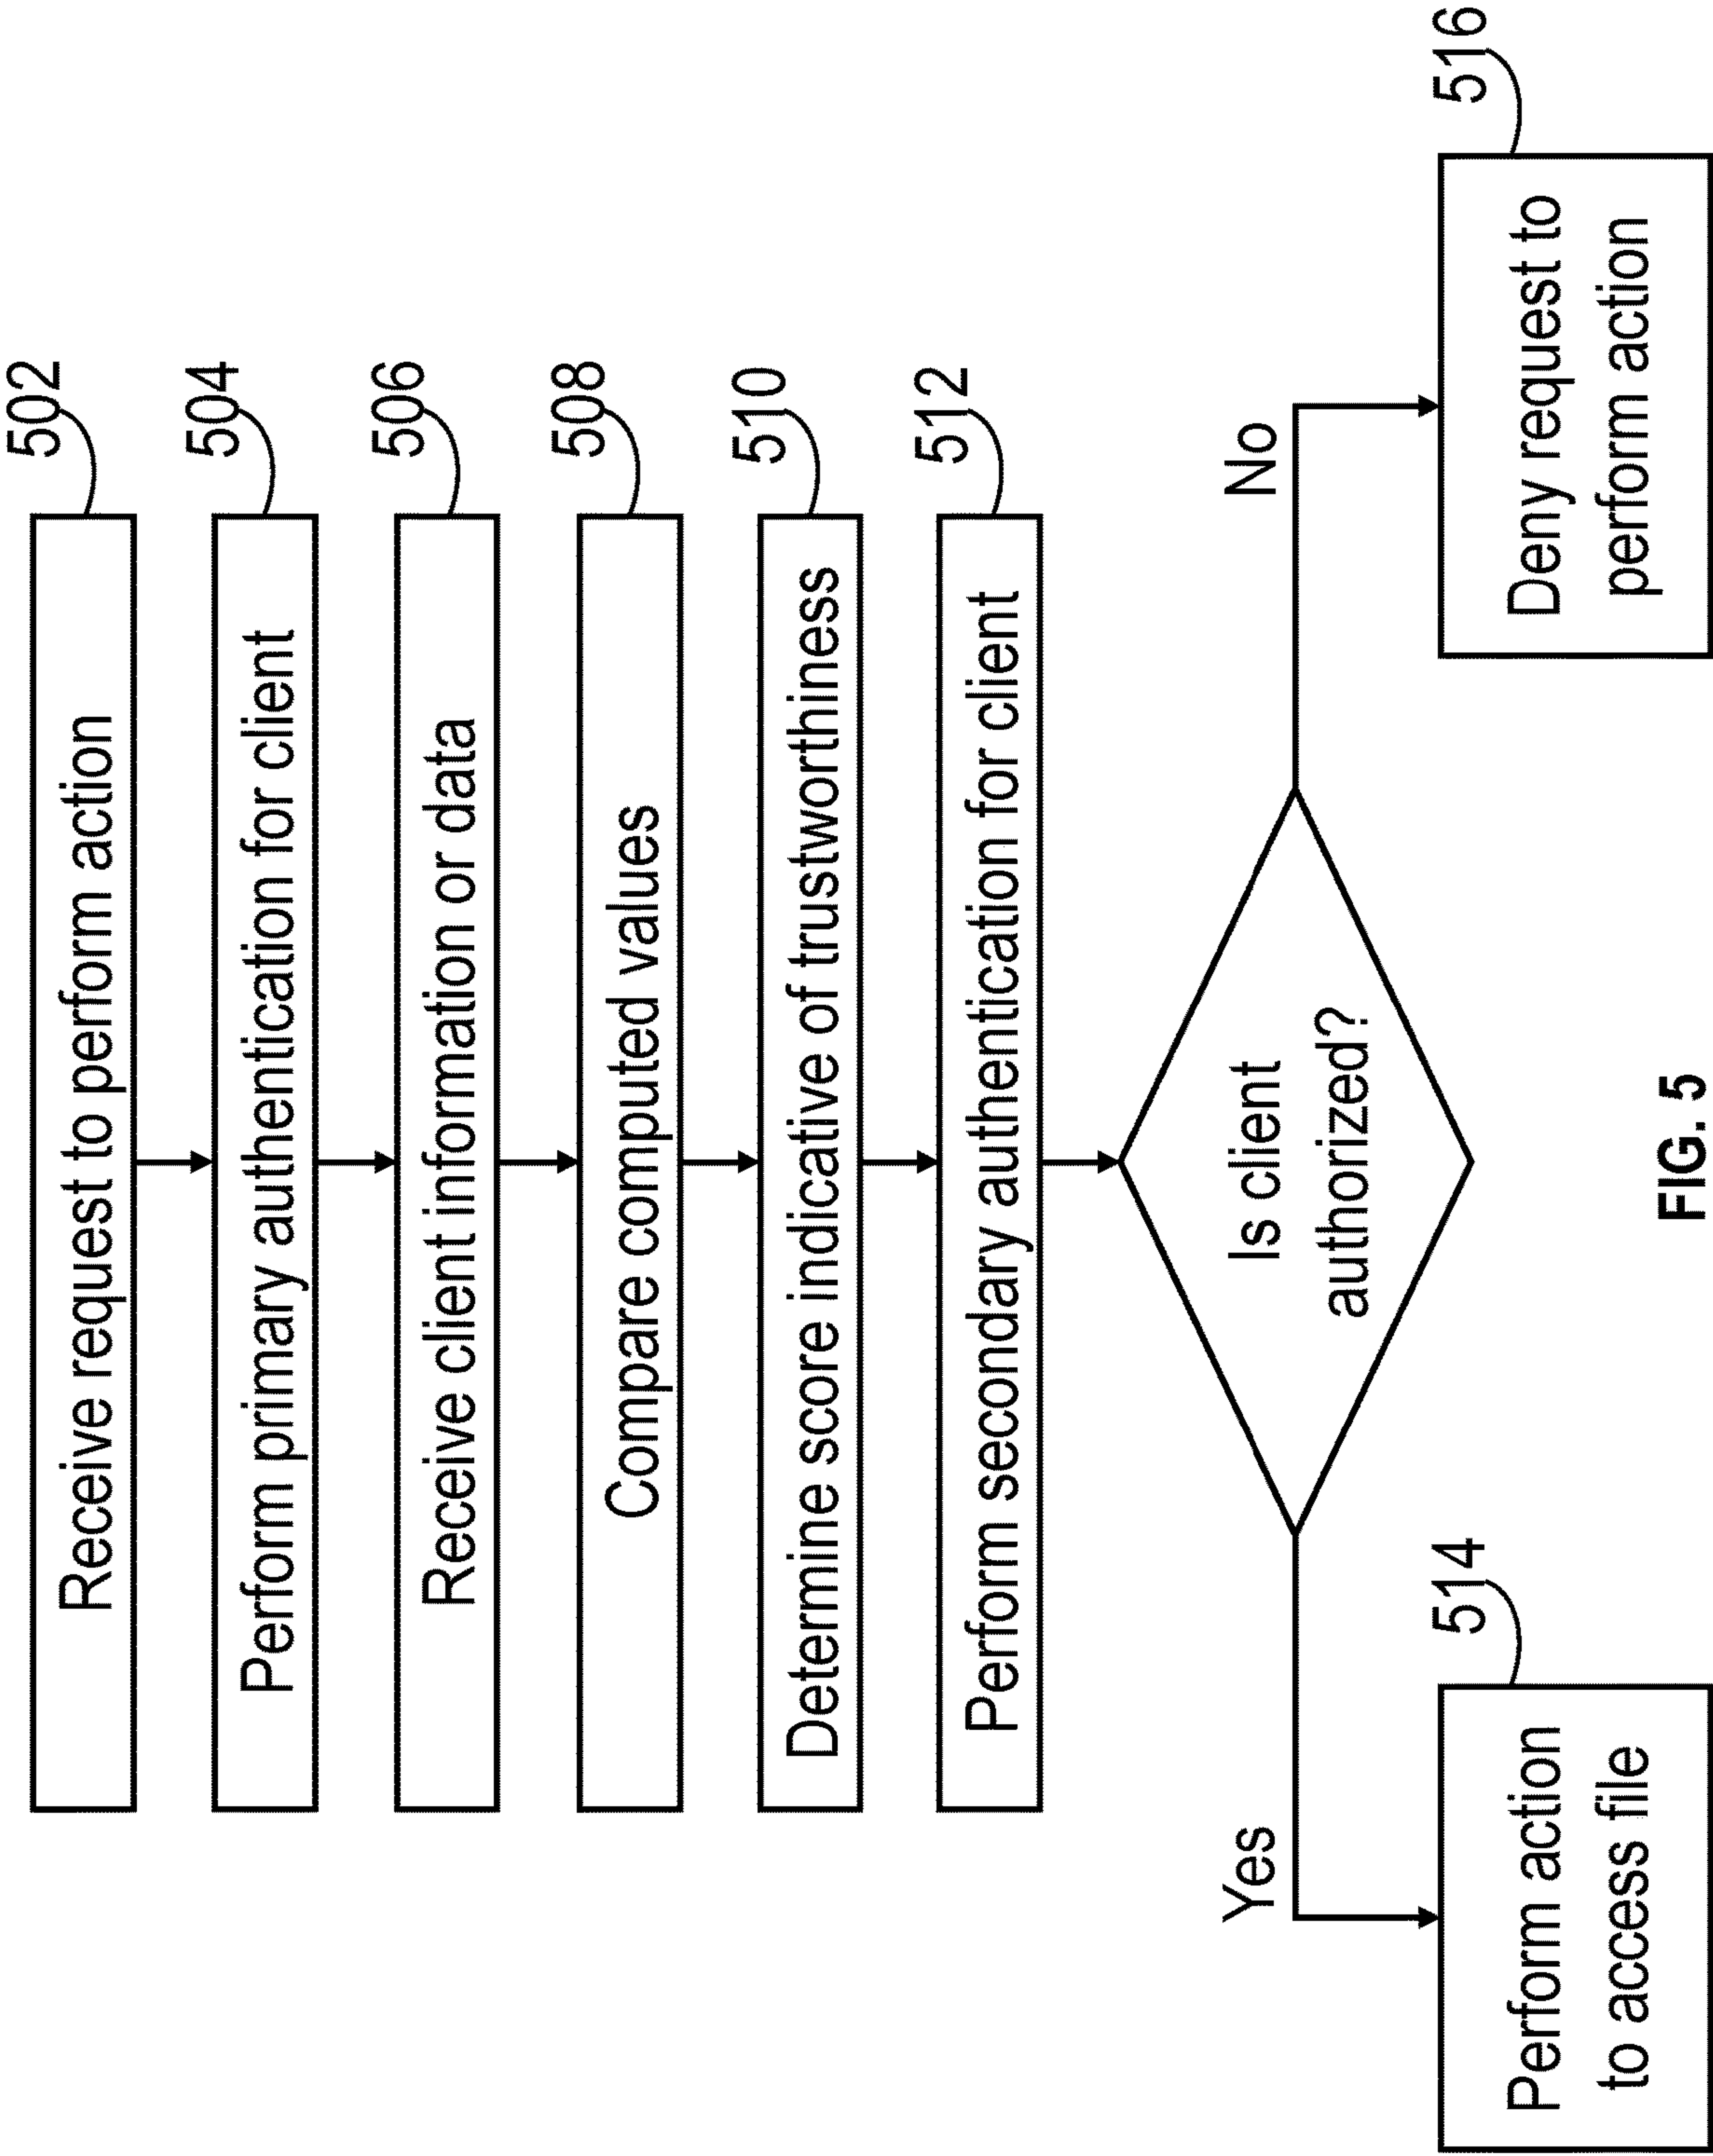 502
Receive request to perform action
504
Perform primary authentication for client
506
Receive client information or data
508
Compare computed values
510
Determine score indicative of trustworthiness
512
Perform secondary authentication for client
Is client
authorized?
Yes
No
514
Perform action
to access file
516
Deny request to
perform action
FIG. 5